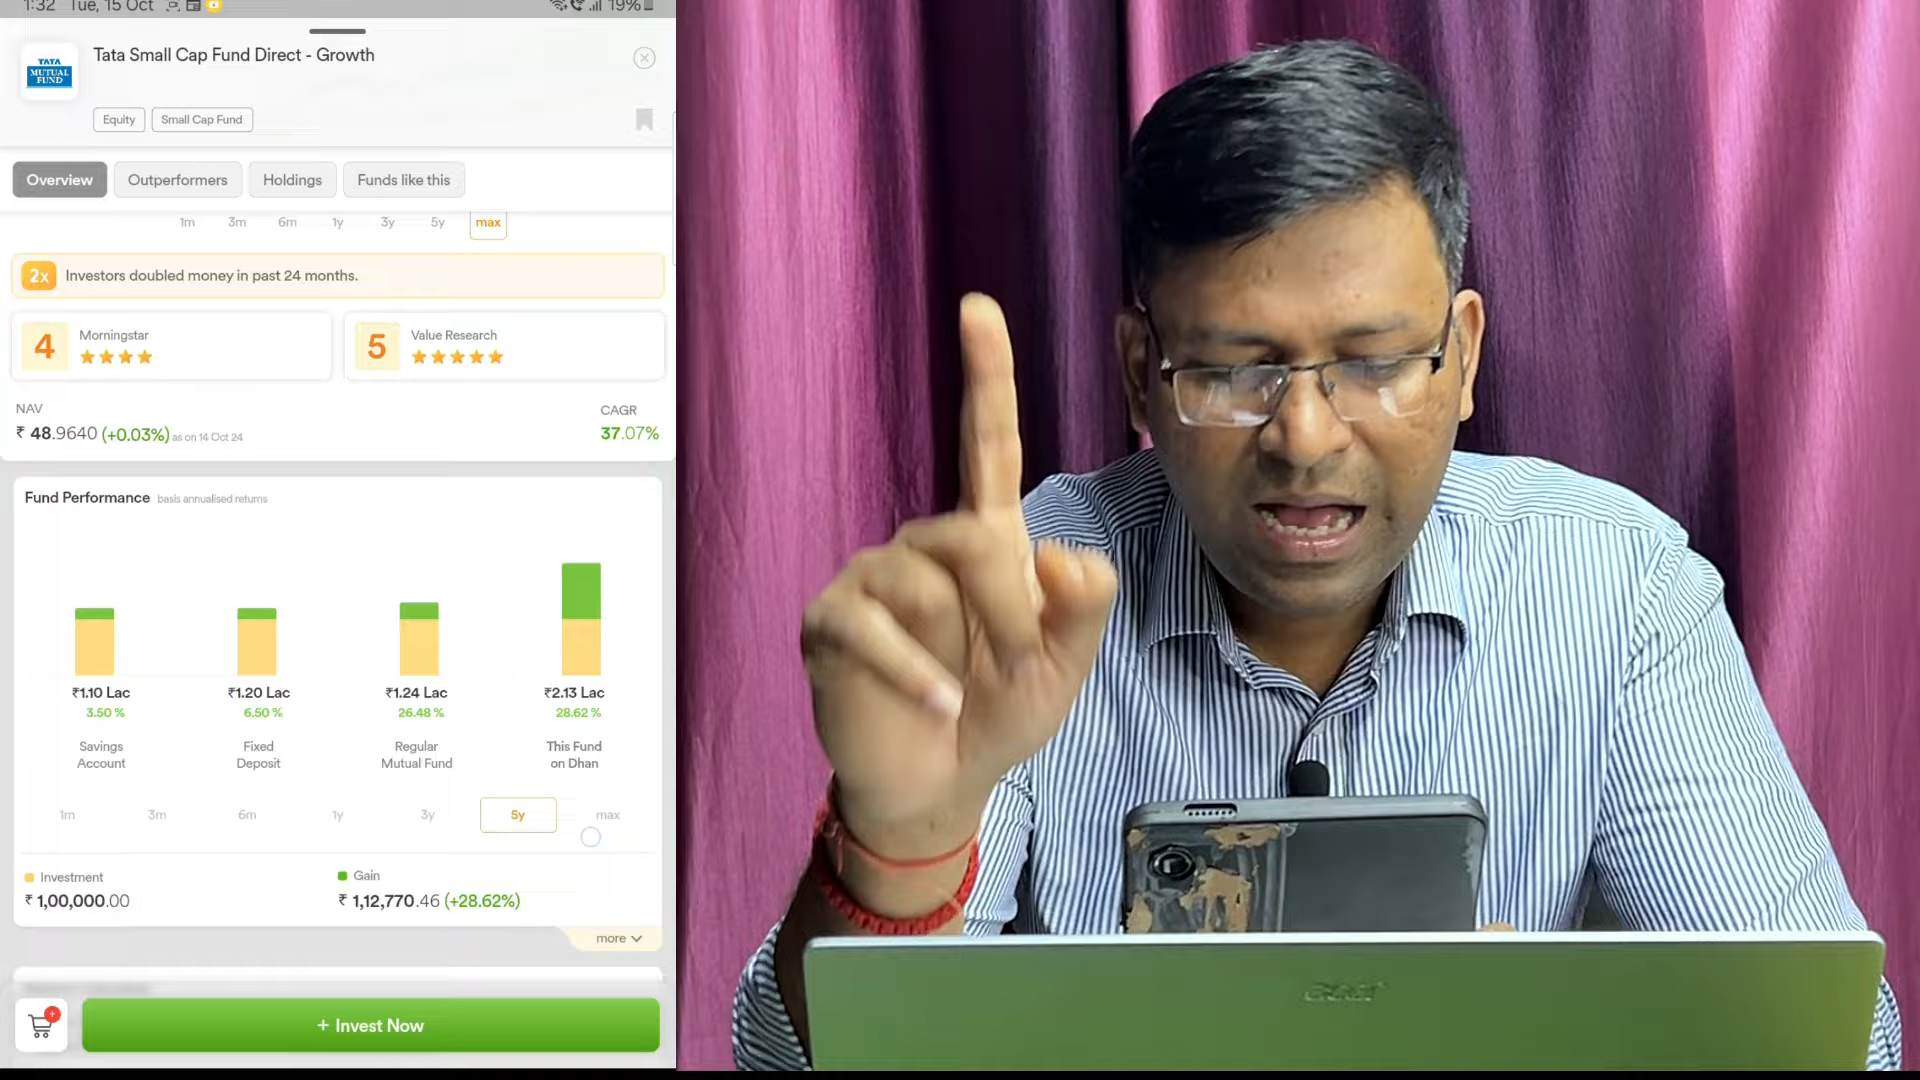 1:32 Tue, 15 Oct 19%
TATA
MUTUAL
FUND
Tata Small Cap Fund Direct - Growth
Equity Small Cap Fund
Overview Outperformers Holdings Funds like this
1m 3m 6m 1y 3y 5y max
2x Investors doubled money in past 24 months.
4 Morningstar
5 Value Research
NAV
₹ 48.9640 (+0.03%) as on 14 Oct 24
CAGR
37.07%
Fund Performance basis annualised returns
₹1.10 Lac ₹1.20 Lac ₹1.24 Lac ₹2.13 Lac
3.50 % 6.50 % 26.48 % 28.62 %
Savings Account
Fixed Deposit
Regular Mutual Fund
This Fund on Dhan
1m 3m 6m 1y 3y 5y max
Investment
₹ 1,00,000.00
Gain
₹ 1,12,770.46 (+28.62%)
more
+ Invest Now
acer